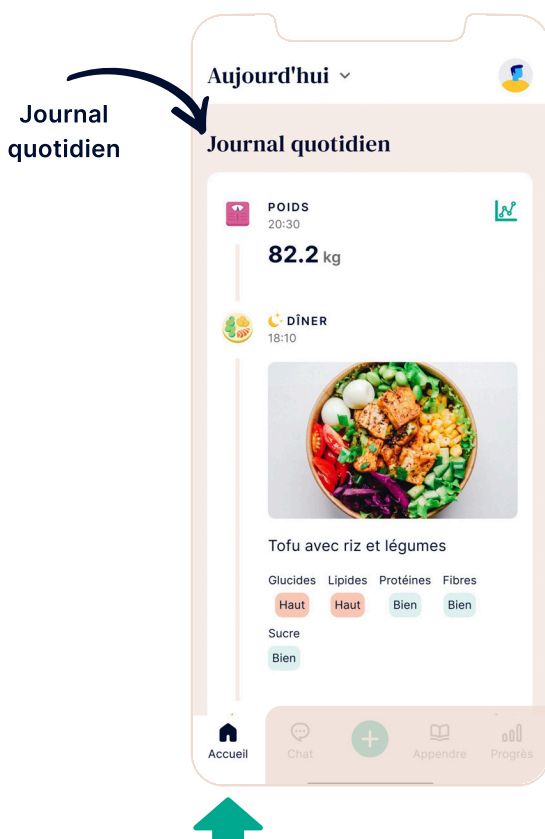 Aujourd'hui
Journal
quotidien
Journal quotidien
POIDS
20:30
82.2 kg
DÎNER
18:10
Tofu avec riz et légumes
Glucides Lipides Protéines Fibres
Haut Haut Bien Bien
Sucre
Bien
Accueil Chat Appendre Progrès